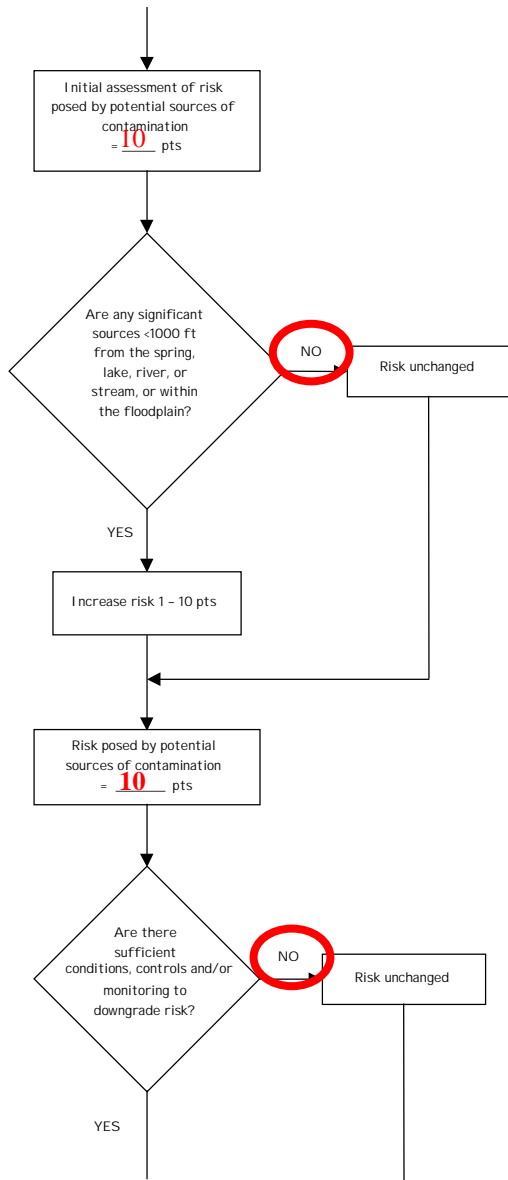 Initial assessment of risk
posed by potential sources of
contamination
= 10 pts
Are any significant
sources <1000 ft
from the spring,
lake, river, or
stream, or within
the floodplain?
NO
Risk unchanged
YES
Increase risk 1 – 10 pts
Risk posed by potential
sources of contamination
= 10 pts
Are there
sufficient
conditions, controls and/or
monitoring to
downgrade risk?
NO
Risk unchanged
YES